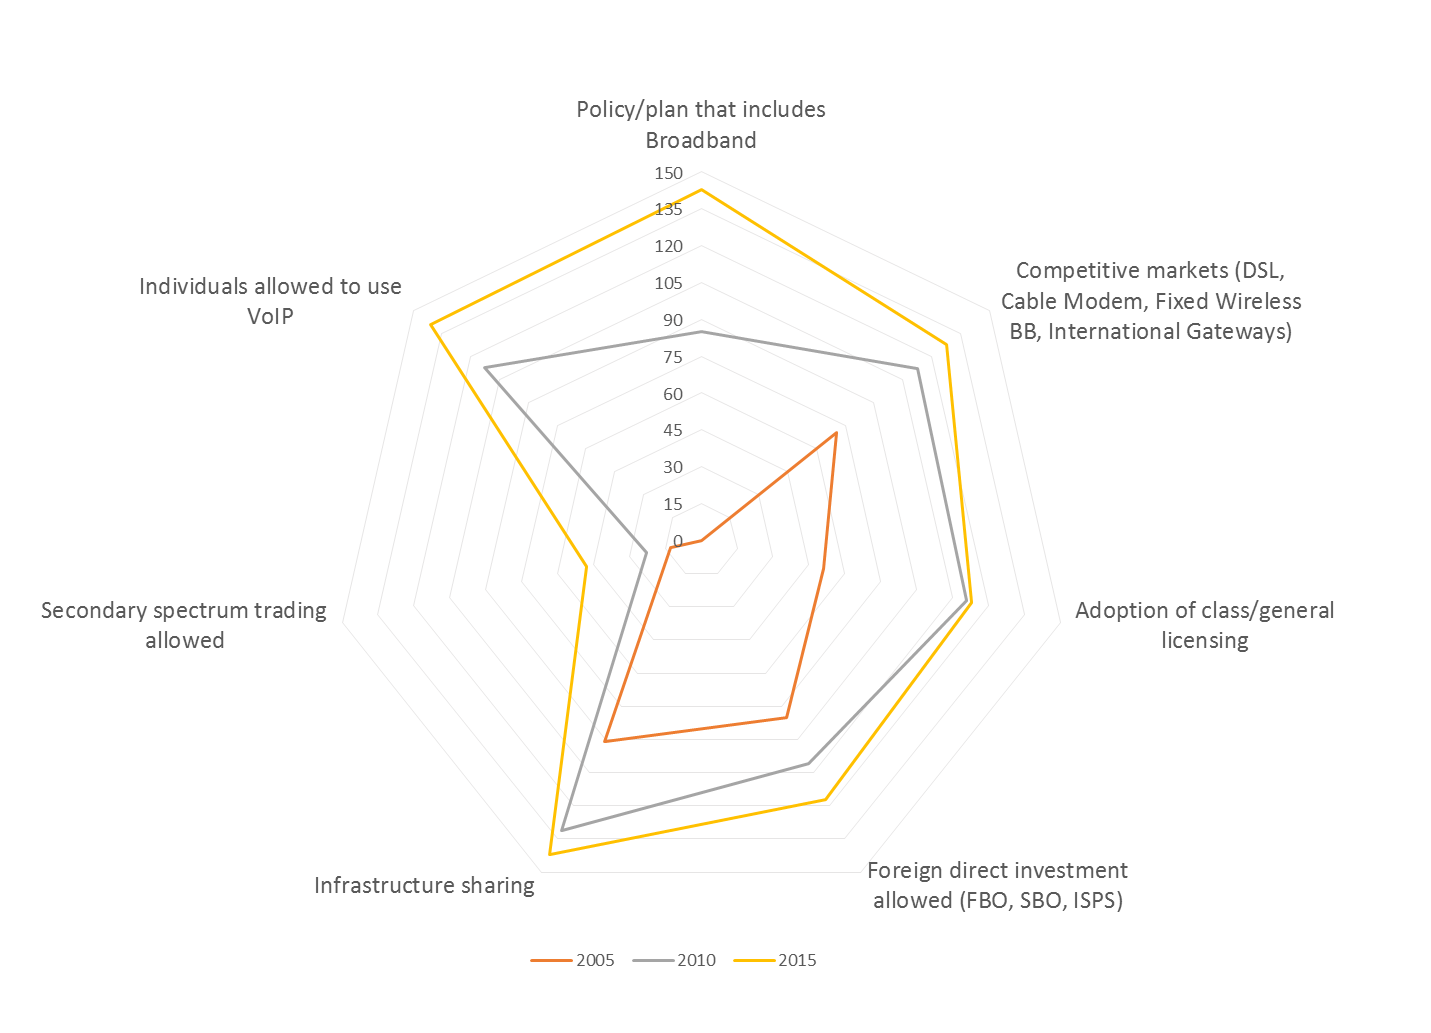 Policy/plan that includes
Broadband
150
135
120
105
90
75
60
45
30
15
0
Competitive markets (DSL,
Cable Modem, Fixed Wireless
BB, International Gateways)
Individuals allowed to use
VoIP
Secondary spectrum trading
allowed
Adoption of class/general
licensing
Infrastructure sharing
Foreign direct investment
allowed (FBO, SBO, ISPS)
2005 2010 2015